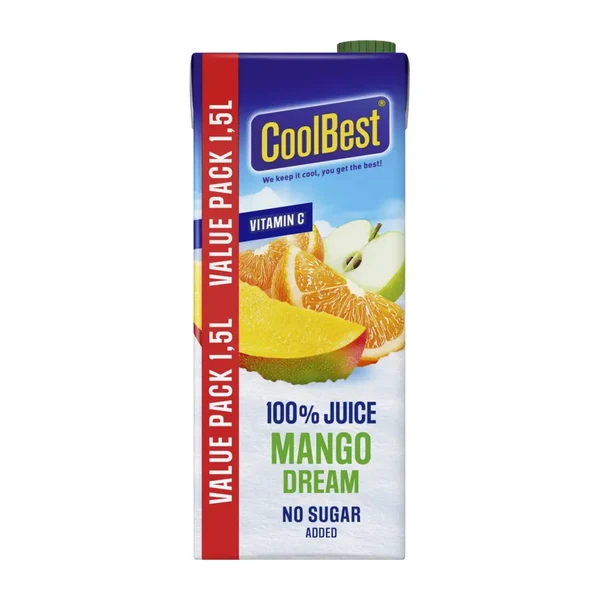 VALUE PACK 1,5L
VALUE PACK 1,5L
CoolBest®
We keep it cool, you get the best!
VITAMIN C
100% JUICE
MANGO
DREAM
NO SUGAR
ADDED